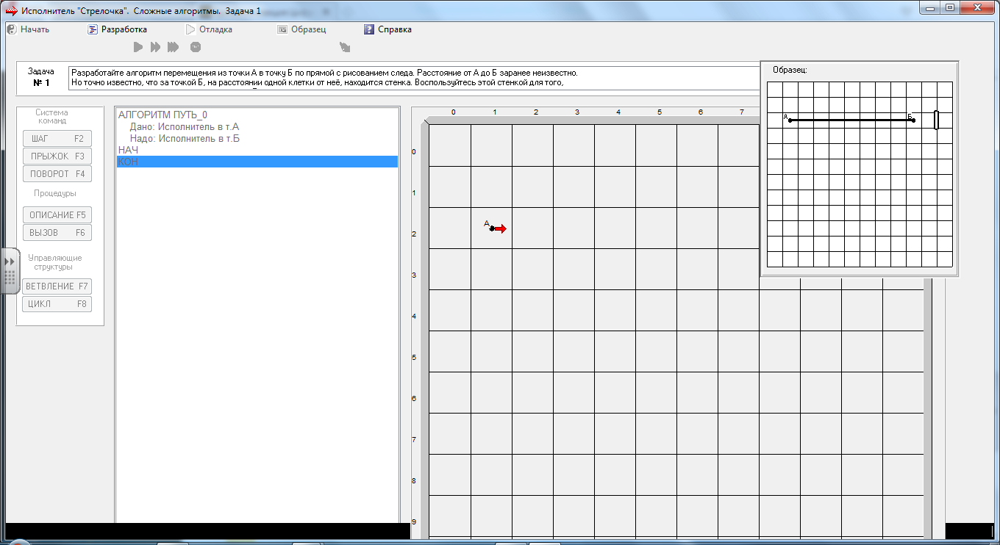 Исполнитель "Стрелочка". Сложные алгоритмы. Задача 1
Начать Разработка Отладка Образец Справка
Задача
№ 1
Разработайте алгоритм перемещения из точки А в точку Б по прямой с рисованием следа. Расстояние от А до Б заранее неизвестно.
Но точно известно, что за точкой Б, на расстоянии одной клетки от неё, находится стенка. Воспользуйтесь этой стенкой для того,
Образец:
А
Б
Система
команд
ШАГ F2
ПРЫЖОК F3
ПОВОРОТ F4
Процедуры
ОПИСАНИЕ F5
ВЫЗОВ F6
Управляющие
структуры
ВЕТВЛЕНИЕ F7
ЦИКЛ F8
АЛГОРИТМ ПУТЬ_0
Дано: Исполнитель в т.А
Надо: Исполнитель в т.Б
НАЧ
КОН
0 1 2 3 4 5 6 7
0
1
А
2
3
4
5
6
7
8
9